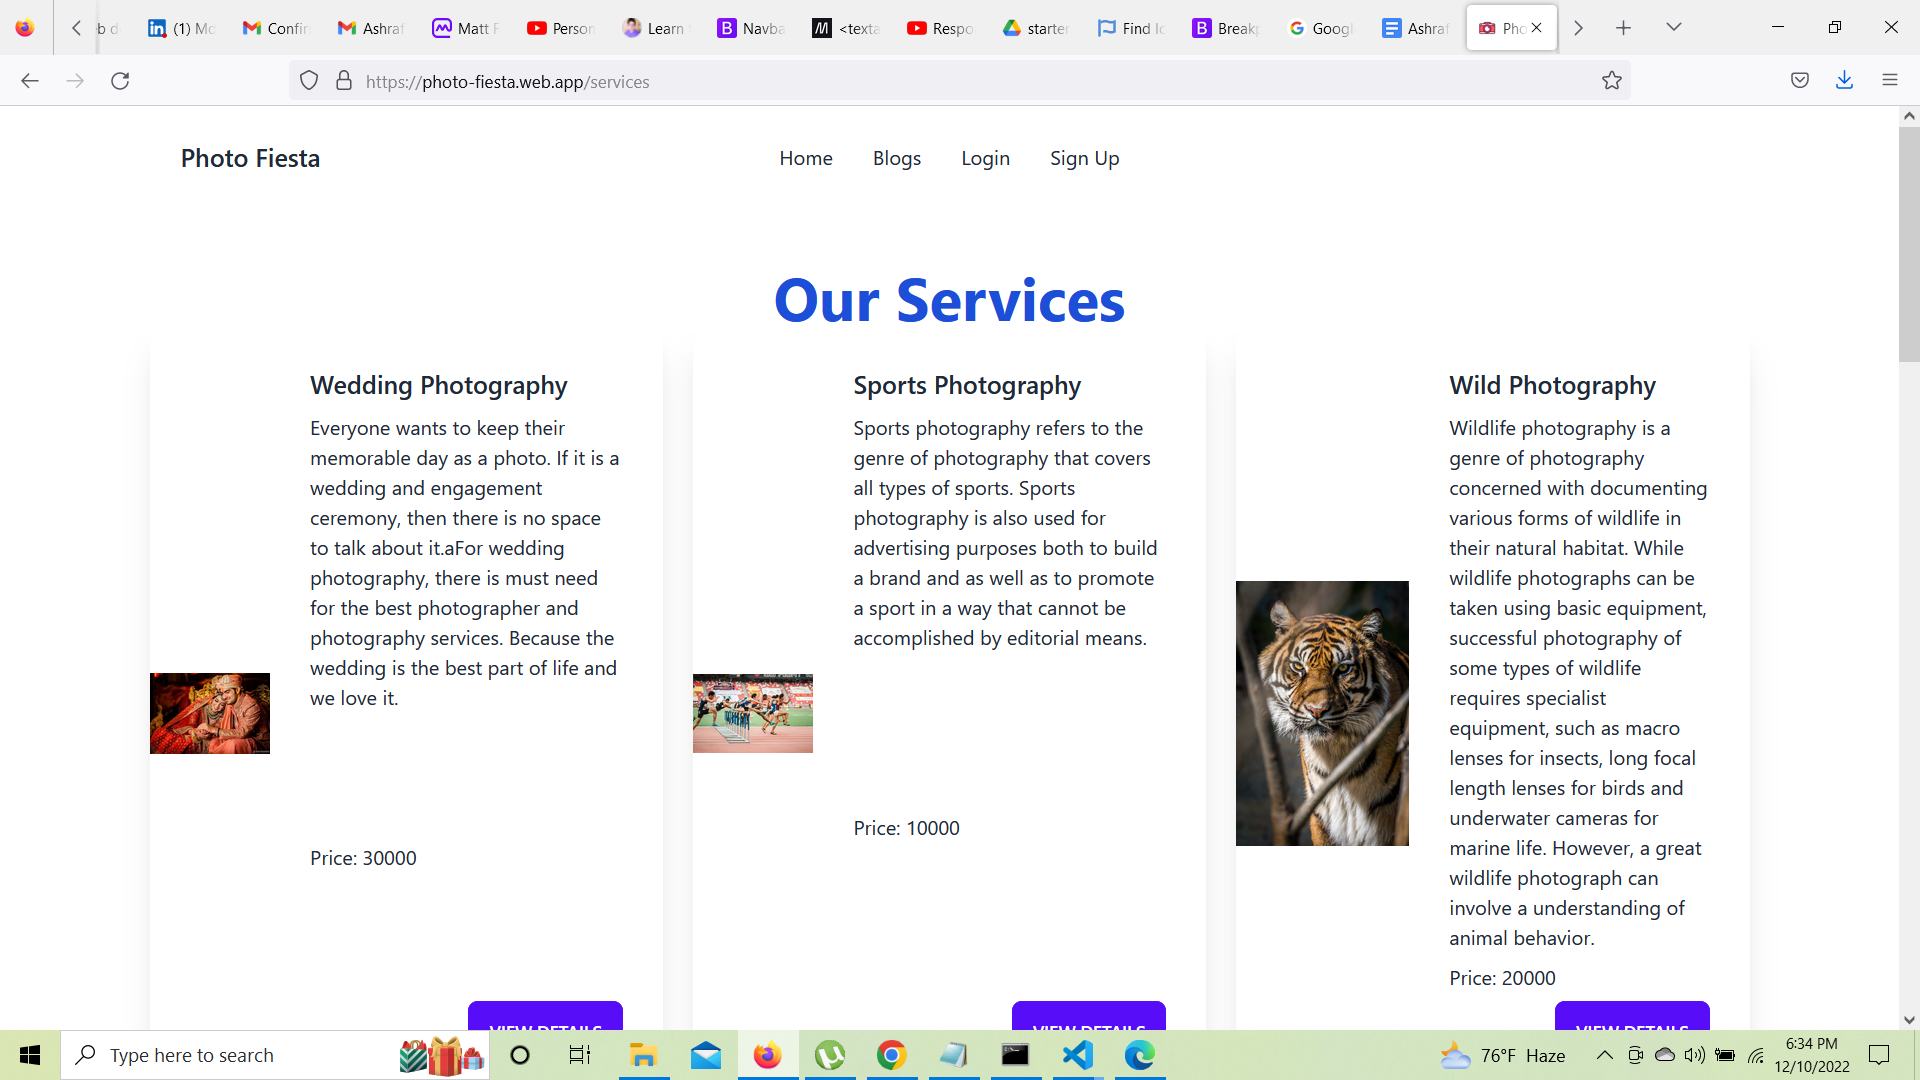 b d
(1) Mo
Confir
Ashraf
Matt F
Person
Learn
Navba
<texta
Respo
starter
Find Ic
Breakp
Googl
Ashraf
Pho
https://photo-fiesta.web.app/services
Photo Fiesta
Home
Blogs
Login
Sign Up
Our Services
Wedding Photography
Everyone wants to keep their
memorable day as a photo. If it is a
wedding and engagement
ceremony, then there is no space
to talk about it.aFor wedding
photography, there is must need
for the best photographer and
photography services. Because the
wedding is the best part of life and
we love it.
Price: 30000
VIEW DETAILS
Sports Photography
Sports photography refers to the
genre of photography that covers
all types of sports. Sports
photography is also used for
advertising purposes both to build
a brand and as well as to promote
a sport in a way that cannot be
accomplished by editorial means.
Price: 10000
VIEW DETAILS
Wild Photography
Wildlife photography is a
genre of photography
concerned with documenting
various forms of wildlife in
their natural habitat. While
wildlife photographs can be
taken using basic equipment,
successful photography of
some types of wildlife
requires specialist
equipment, such as macro
lenses for insects, long focal
length lenses for birds and
underwater cameras for
marine life. However, a great
wildlife photograph can
involve a understanding of
animal behavior.
Price: 20000
VIEW DETAILS
Type here to search
76°F Haze
6:34 PM
12/10/2022